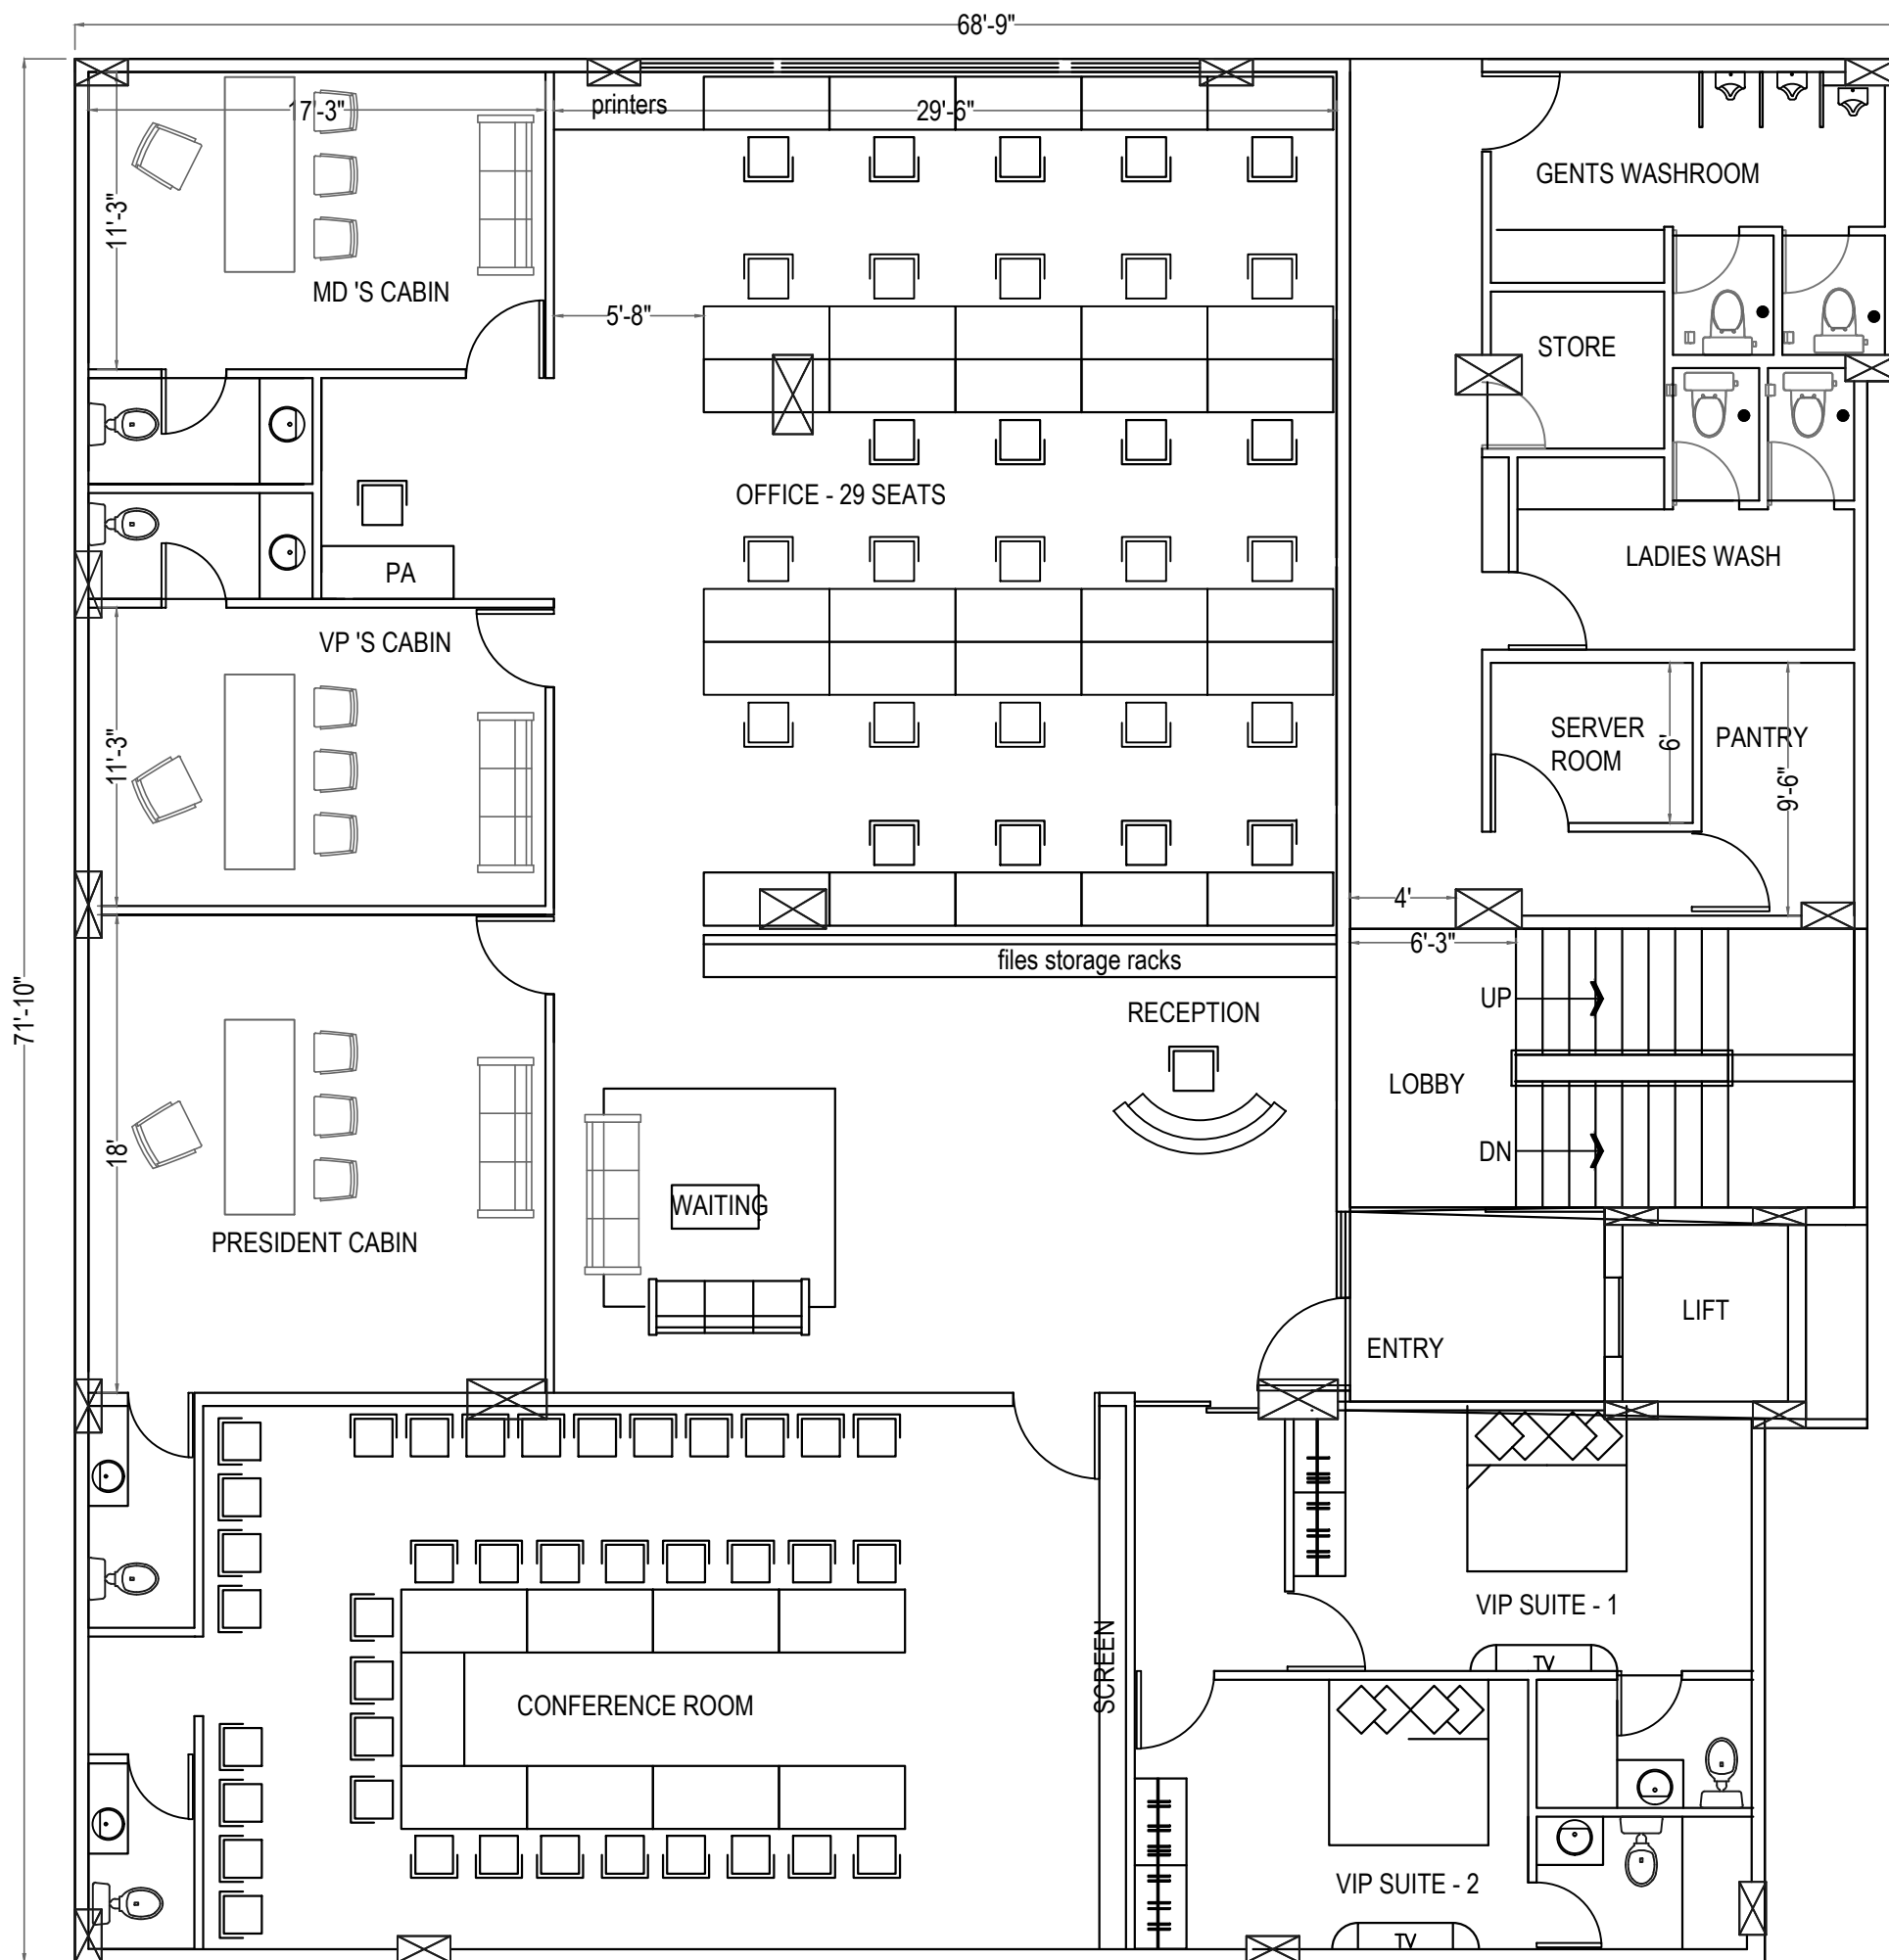 68'-9"
17'-3"
printers
29'-6"
GENTS WASHROOM
11'-3"
MD 'S CABIN
5'-8"
STORE
OFFICE - 29 SEATS
LADIES WASH
PA
VP 'S CABIN
11'-3"
SERVER
ROOM
6'
PANTRY
9'-6"
4'
6'-3"
files storage racks
71'-10"
UP
RECEPTION
LOBBY
18'
DN
WAITING
PRESIDENT CABIN
LIFT
ENTRY
VIP SUITE - 1
SCREEN
TV
CONFERENCE ROOM
VIP SUITE - 2
TV